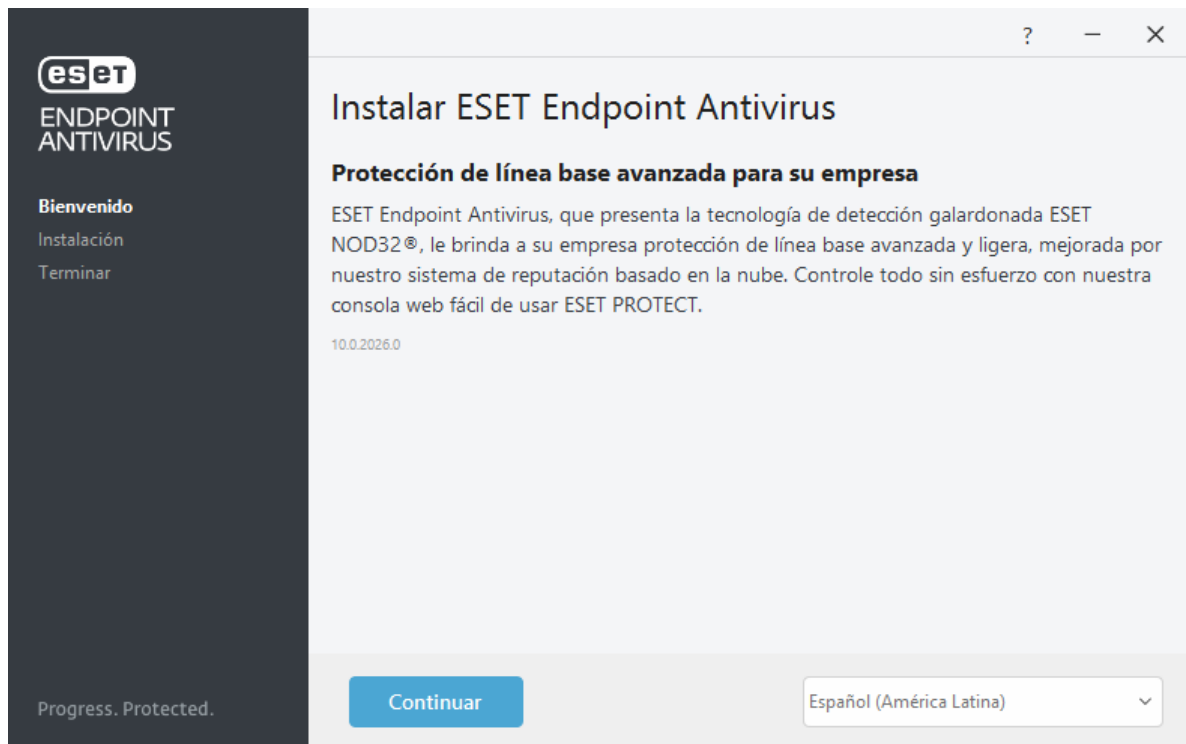 ?
eset
ENDPOINT
ANTIVIRUS
Bienvenido
Instalación
Terminar
Progress. Protected.
Instalar ESET Endpoint Antivirus
Protección de línea base avanzada para su empresa
ESET Endpoint Antivirus, que presenta la tecnología de detección galardonada ESET
NOD32®, le brinda a su empresa protección de línea base avanzada y ligera, mejorada por
nuestro sistema de reputación basado en la nube. Controle todo sin esfuerzo con nuestra
consola web fácil de usar ESET PROTECT.
10.0.2026.0
Continuar
Español (América Latina)